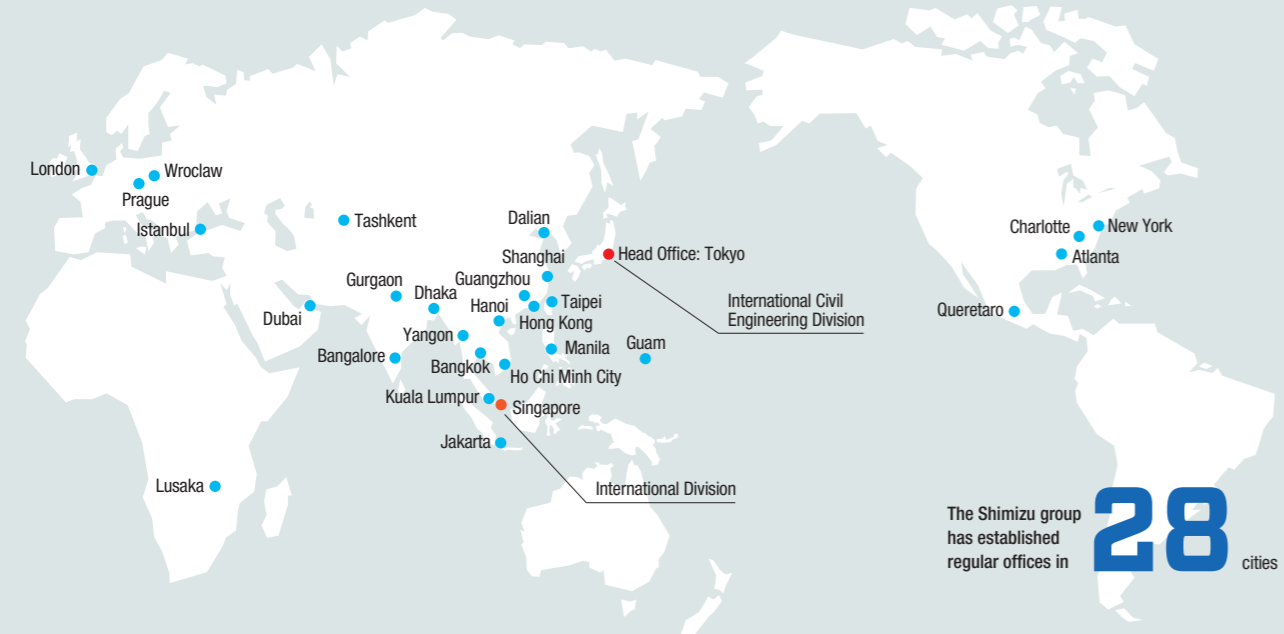 London
Wroclaw
Prague
Istanbul
Tashkent
Dalian
Shanghai
Head Office: Tokyo
Gurgaon
Dhaka
Guangzhou
Hanoi
Taipei
Hong Kong
Dubai
Yangon
Manila
Guam
Bangalore
Bangkok
Ho Chi Minh City
Kuala Lumpur
Singapore
Jakarta
Lusaka
International Civil
Engineering Division
International Division
Charlotte
New York
Atlanta
Queretaro
The Shimizu group
has established
regular offices in
28
cities